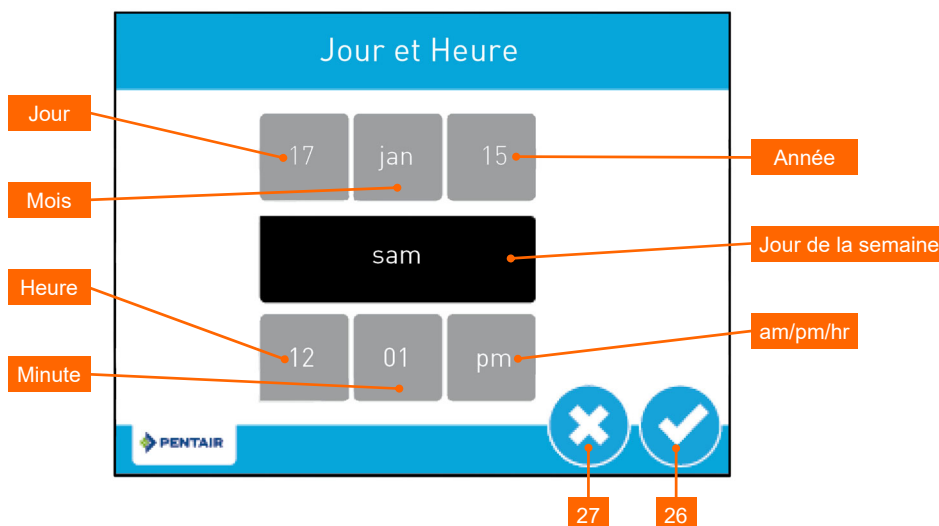 Jour et Heure
Jour
17
jan
15
Année
Mois
sam
Jour de la semaine
Heure
12
01
pm
am/pm/hr
Minute
PENTAIR
27
26